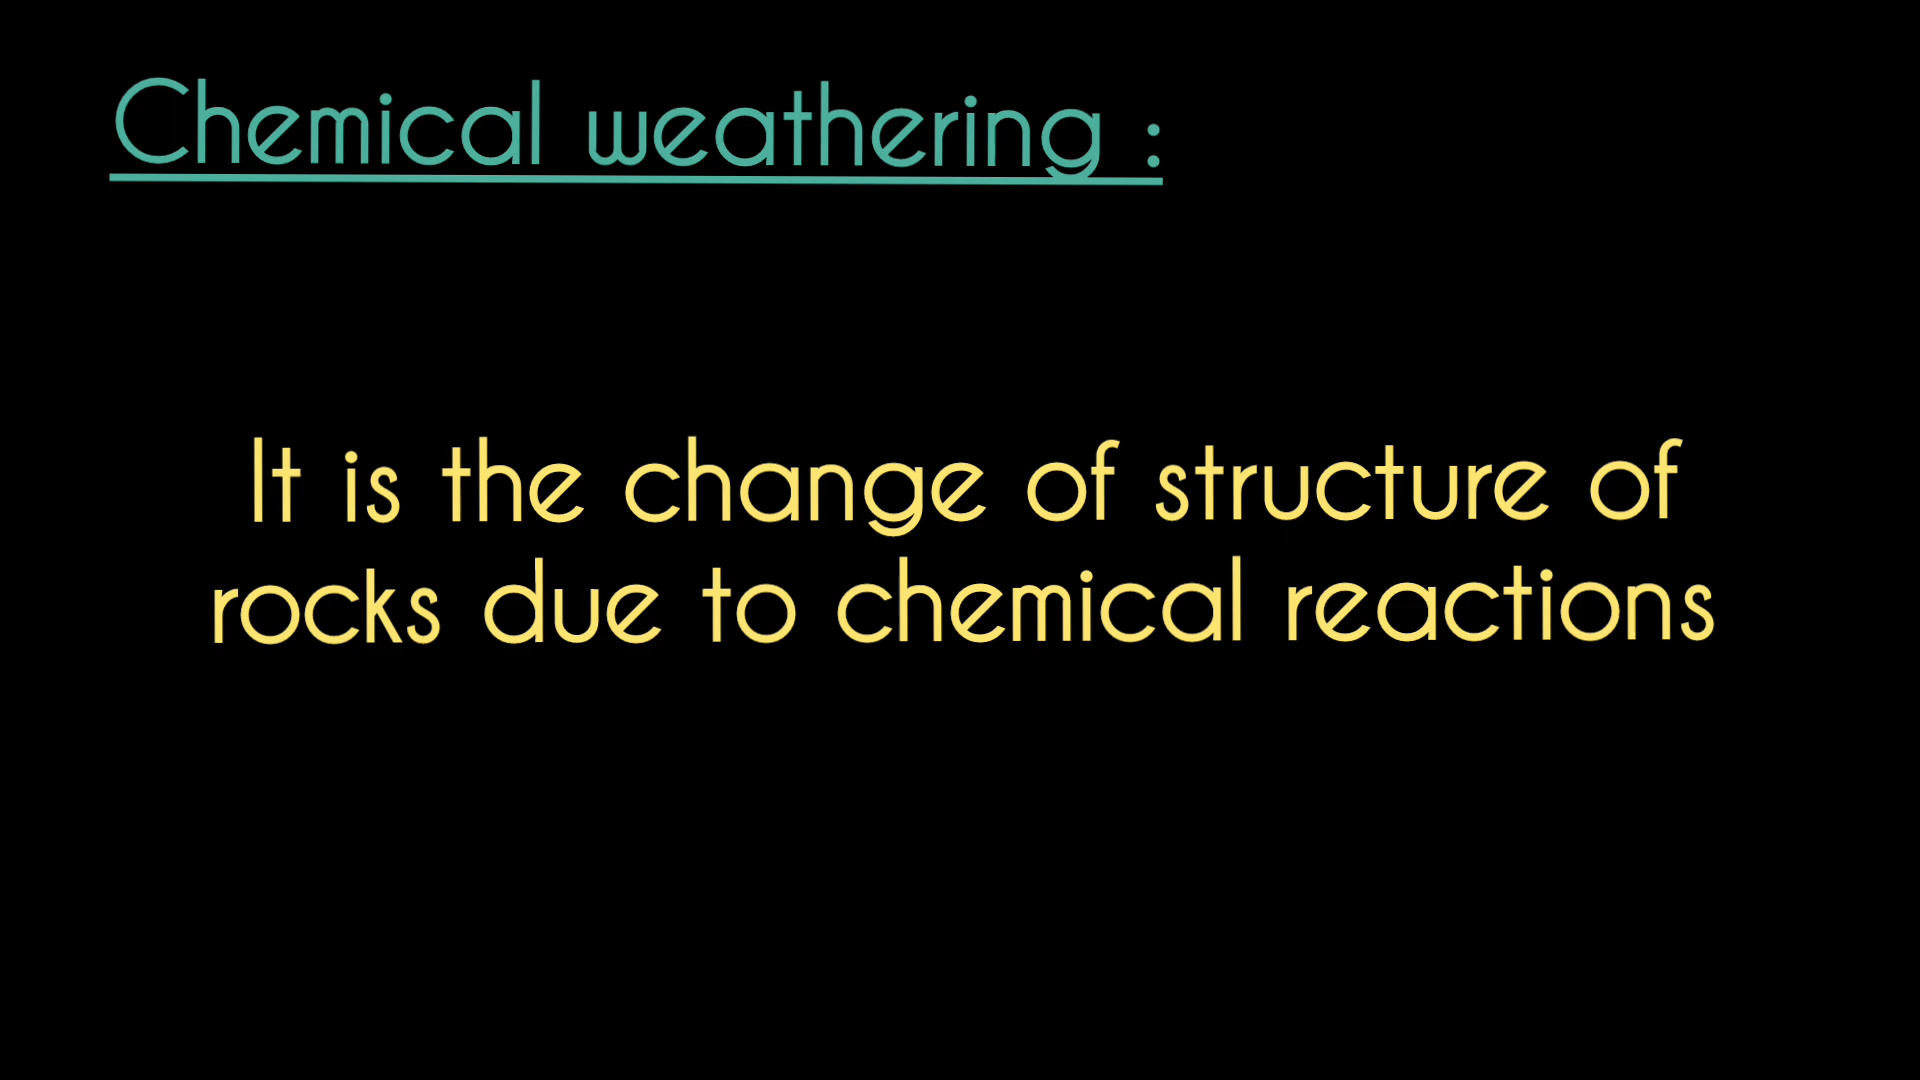 Chemical weathering :
It is the change of structure of
rocks due to chemical reactions